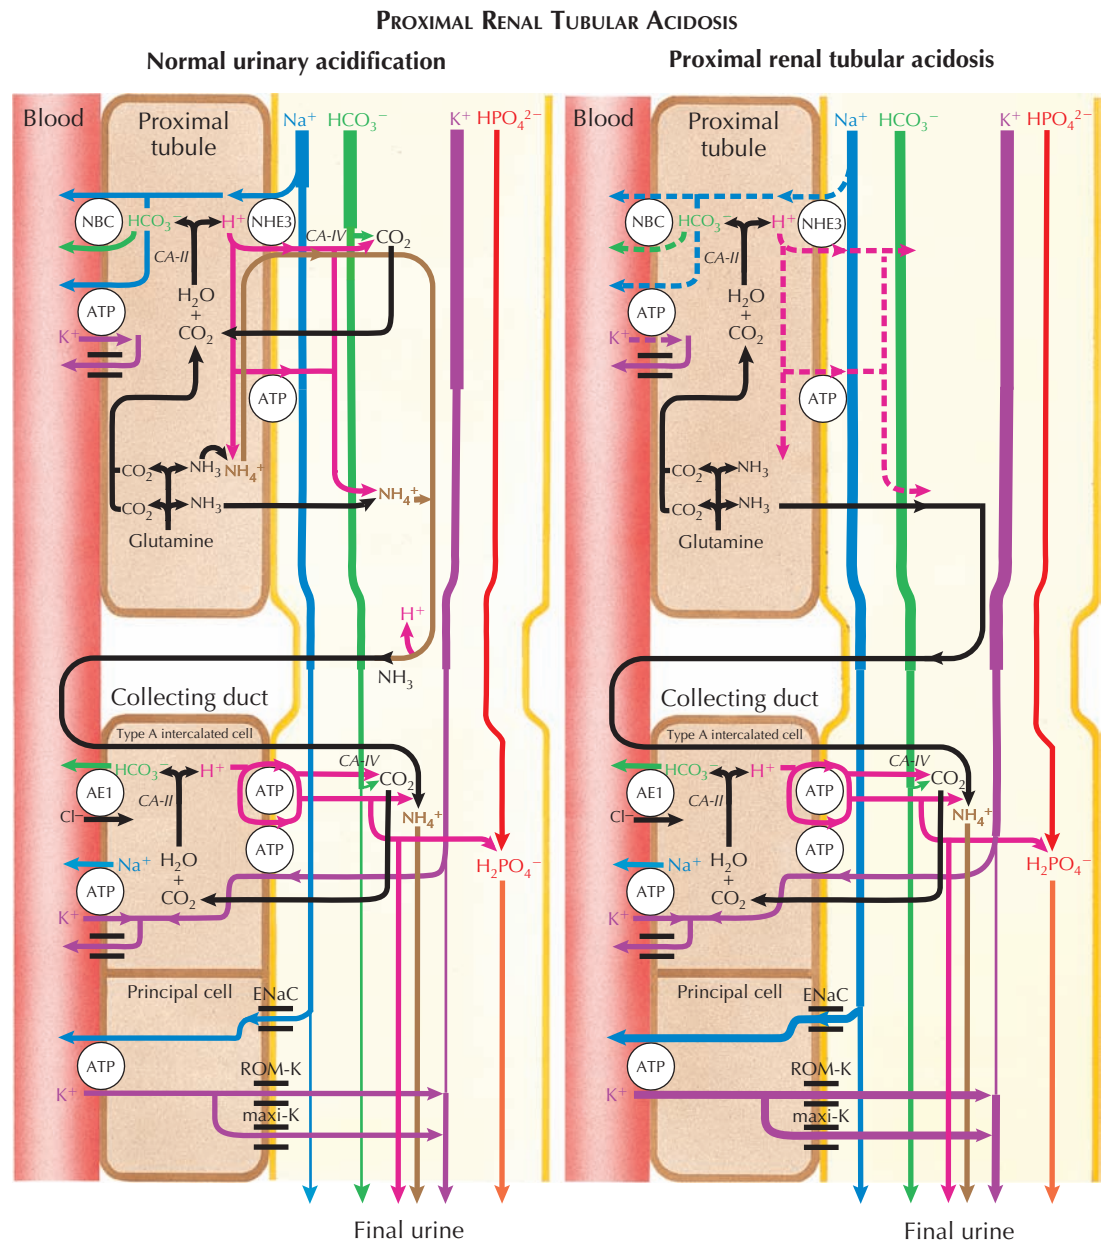 PROXIMAL RENAL TUBULAR ACIDOSIS
Normal urinary acidification
Blood
Proximal
tubule
Na⁺
HCO₃⁻
K⁺
HPO₄²⁻
NBC
HCO₃⁻
H⁺
NHE3
CA-IV
CO₂
CA-II
H₂O
+
CO₂
ATP
K⁺
ATP
CO₂
NH₃
NH₄⁺
CO₂
NH₃
NH₄⁺
Glutamine
H⁺
NH₃
Collecting duct
Type A intercalated cell
HCO₃⁻
H⁺
CA-IV
CO₂
AE1
CA-II
ATP
Cl⁻
NH₄⁺
ATP
Na⁺
H₂O
+
CO₂
H₂PO₄⁻
ATP
K⁺
Principal cell
ENaC
ATP
ROM-K
K⁺
maxi-K
Final urine
Proximal renal tubular acidosis
Blood
Proximal
tubule
Na⁺
HCO₃⁻
K⁺
HPO₄²⁻
NBC
HCO₃⁻
H⁺
NHE3
CA-II
H₂O
+
CO₂
ATP
K⁺
ATP
CO₂
NH₃
CO₂
NH₃
Glutamine
Collecting duct
Type A intercalated cell
HCO₃⁻
H⁺
CA-IV
CO₂
AE1
CA-II
ATP
Cl⁻
NH₄⁺
ATP
Na⁺
H₂O
+
CO₂
H₂PO₄⁻
ATP
K⁺
Principal cell
ENaC
ATP
ROM-K
K⁺
maxi-K
Final urine